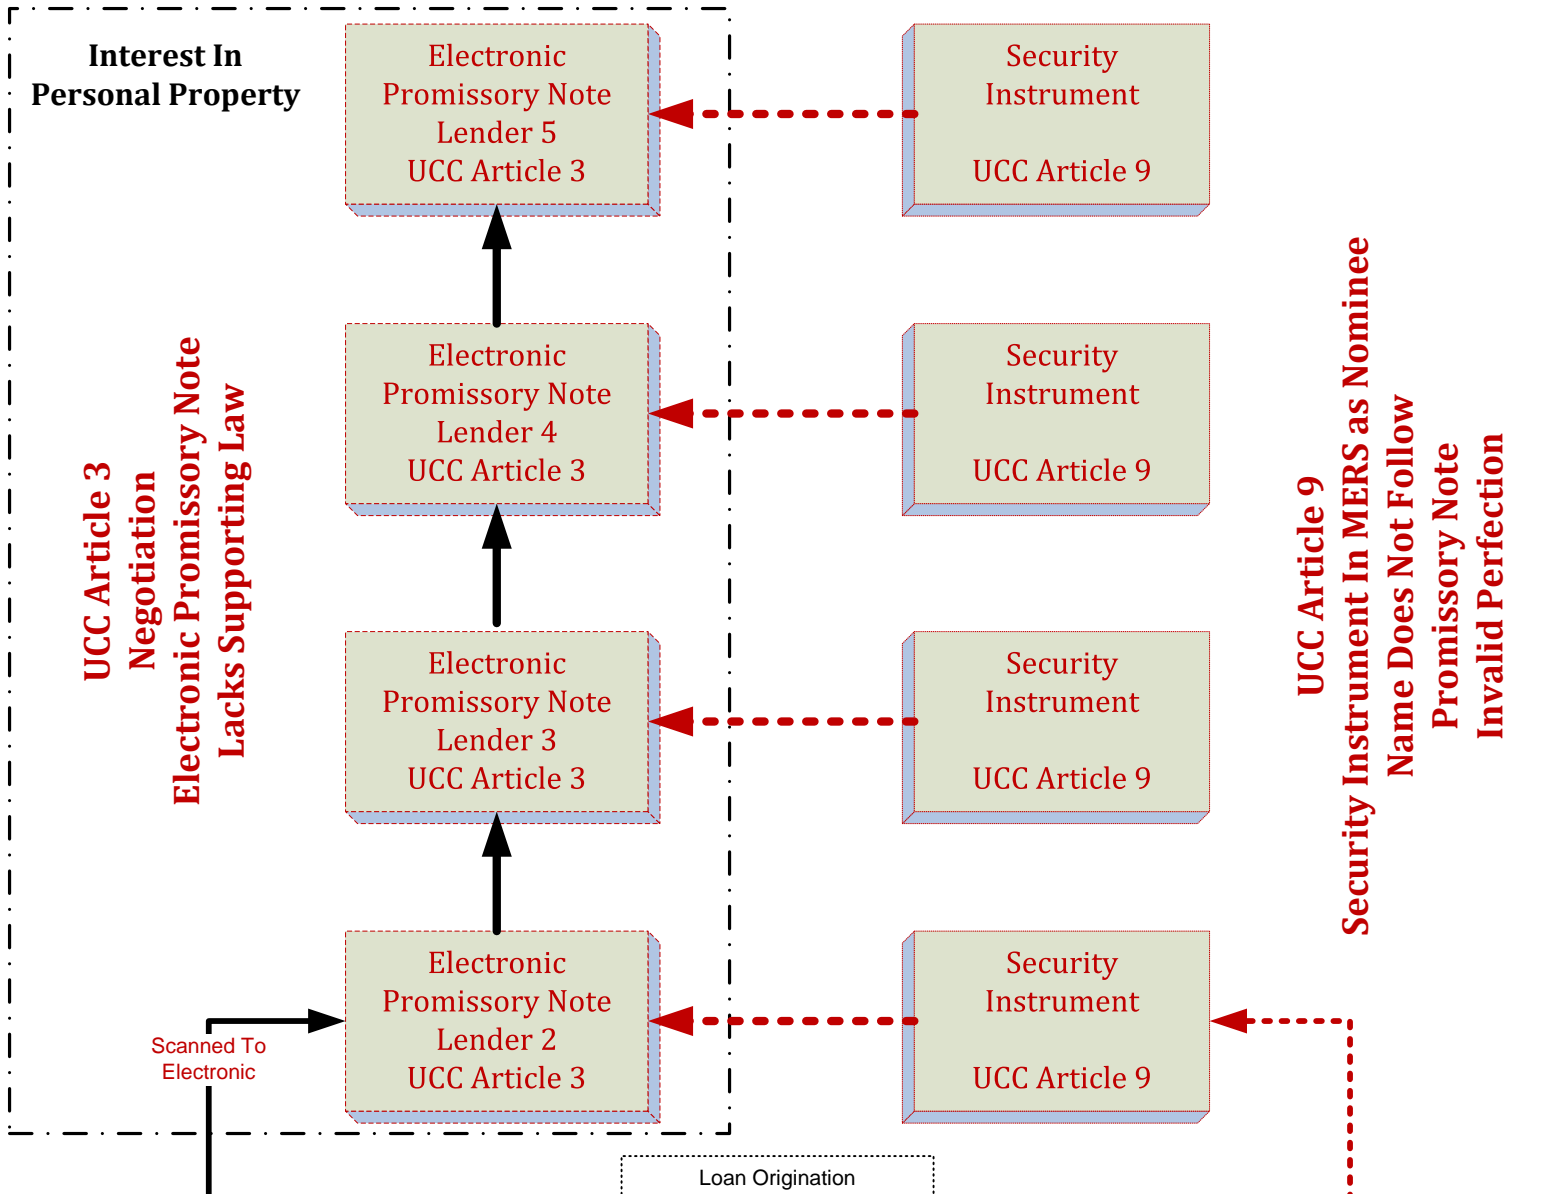 Interest In
Personal Property
Electronic
Promissory Note
Lender 5
UCC Article 3
Security
Instrument
UCC Article 9
Electronic
Promissory Note
Lender 4
UCC Article 3
Security
Instrument
UCC Article 9
UCC Article 3
Negotiation
Electronic Promissory Note
Lacks Supporting Law
UCC Article 9
Security Instrument In MERS as Nominee
Name Does Not Follow
Promissory Note
Invalid Perfection
Electronic
Promissory Note
Lender 3
UCC Article 3
Security
Instrument
UCC Article 9
Electronic
Promissory Note
Lender 2
UCC Article 3
Security
Instrument
UCC Article 9
Scanned To
Electronic
Loan Origination